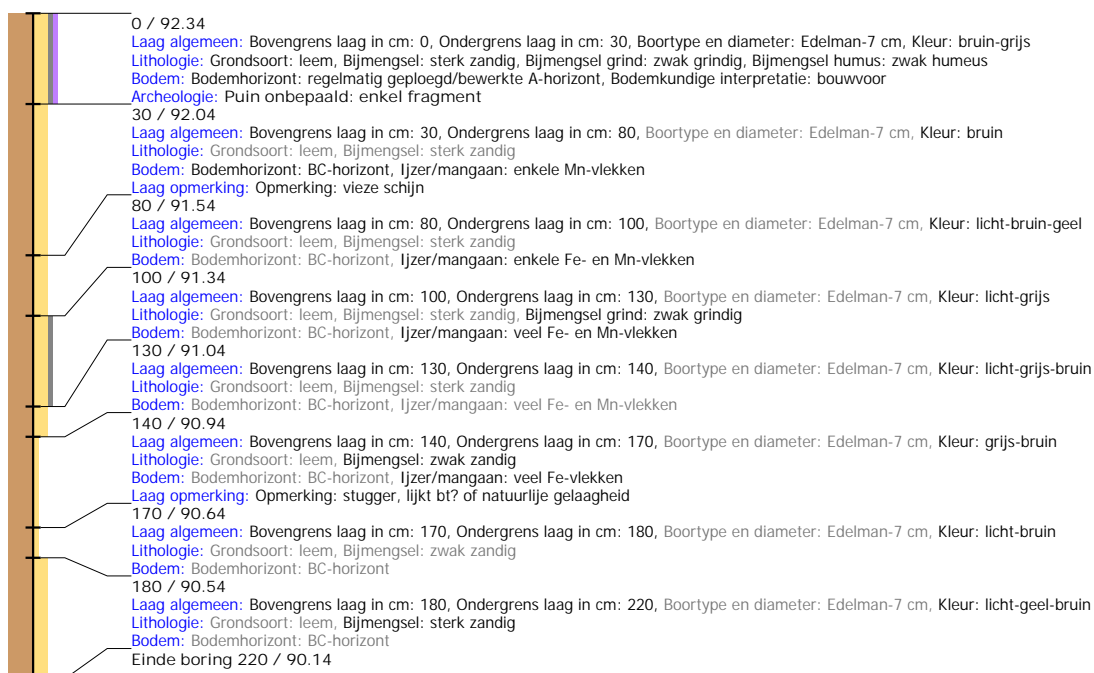 0 / 92.34
Laag algemeen: Bovengrens laag in cm: 0, Ondergrens laag in cm: 30, Boortype en diameter: Edelman-7 cm, Kleur: bruin-grijs
Lithologie: Grondsoort: leem, Bijmengsel: sterk zandig, Bijmengsel grind: zwak grindig, Bijmengsel humus: zwak humeus
Bodem: Bodemhorizont: regelmatig geploegd/bewerkte A-horizont, Bodemkundige interpretatie: bouwvoor
Archeologie: Puin onbepaald: enkel fragment
30 / 92.04
Laag algemeen: Bovengrens laag in cm: 30, Ondergrens laag in cm: 80, Boortype en diameter: Edelman-7 cm, Kleur: bruin
Lithologie: Grondsoort: leem, Bijmengsel: sterk zandig
Bodem: Bodemhorizont: BC-horizont, Ijzer/mangaan: enkele Mn-vlekken
Laag opmerking: Opmerking: vieze schijn
80 / 91.54
Laag algemeen: Bovengrens laag in cm: 80, Ondergrens laag in cm: 100, Boortype en diameter: Edelman-7 cm, Kleur: licht-bruin-geel
Lithologie: Grondsoort: leem, Bijmengsel: sterk zandig
Bodem: Bodemhorizont: BC-horizont, Ijzer/mangaan: enkele Fe- en Mn-vlekken
100 / 91.34
Laag algemeen: Bovengrens laag in cm: 100, Ondergrens laag in cm: 130, Boortype en diameter: Edelman-7 cm, Kleur: licht-grijs
Lithologie: Grondsoort: leem, Bijmengsel: sterk zandig, Bijmengsel grind: zwak grindig
Bodem: Bodemhorizont: BC-horizont, Ijzer/mangaan: veel Fe- en Mn-vlekken
130 / 91.04
Laag algemeen: Bovengrens laag in cm: 130, Ondergrens laag in cm: 140, Boortype en diameter: Edelman-7 cm, Kleur: licht-grijs-bruin
Lithologie: Grondsoort: leem, Bijmengsel: sterk zandig
Bodem: Bodemhorizont: BC-horizont, Ijzer/mangaan: veel Fe- en Mn-vlekken
140 / 90.94
Laag algemeen: Bovengrens laag in cm: 140, Ondergrens laag in cm: 170, Boortype en diameter: Edelman-7 cm, Kleur: grijs-bruin
Lithologie: Grondsoort: leem, Bijmengsel: zwak zandig
Bodem: Bodemhorizont: BC-horizont, Ijzer/mangaan: veel Fe-vlekken
Laag opmerking: Opmerking: stugger, lijkt bt? of natuurlije gelaagheid
170 / 90.64
Laag algemeen: Bovengrens laag in cm: 170, Ondergrens laag in cm: 180, Boortype en diameter: Edelman-7 cm, Kleur: licht-bruin
Lithologie: Grondsoort: leem, Bijmengsel: zwak zandig
Bodem: Bodemhorizont: BC-horizont
180 / 90.54
Laag algemeen: Bovengrens laag in cm: 180, Ondergrens laag in cm: 220, Boortype en diameter: Edelman-7 cm, Kleur: licht-geel-bruin
Lithologie: Grondsoort: leem, Bijmengsel: sterk zandig
Bodem: Bodemhorizont: BC-horizont
Einde boring 220 / 90.14